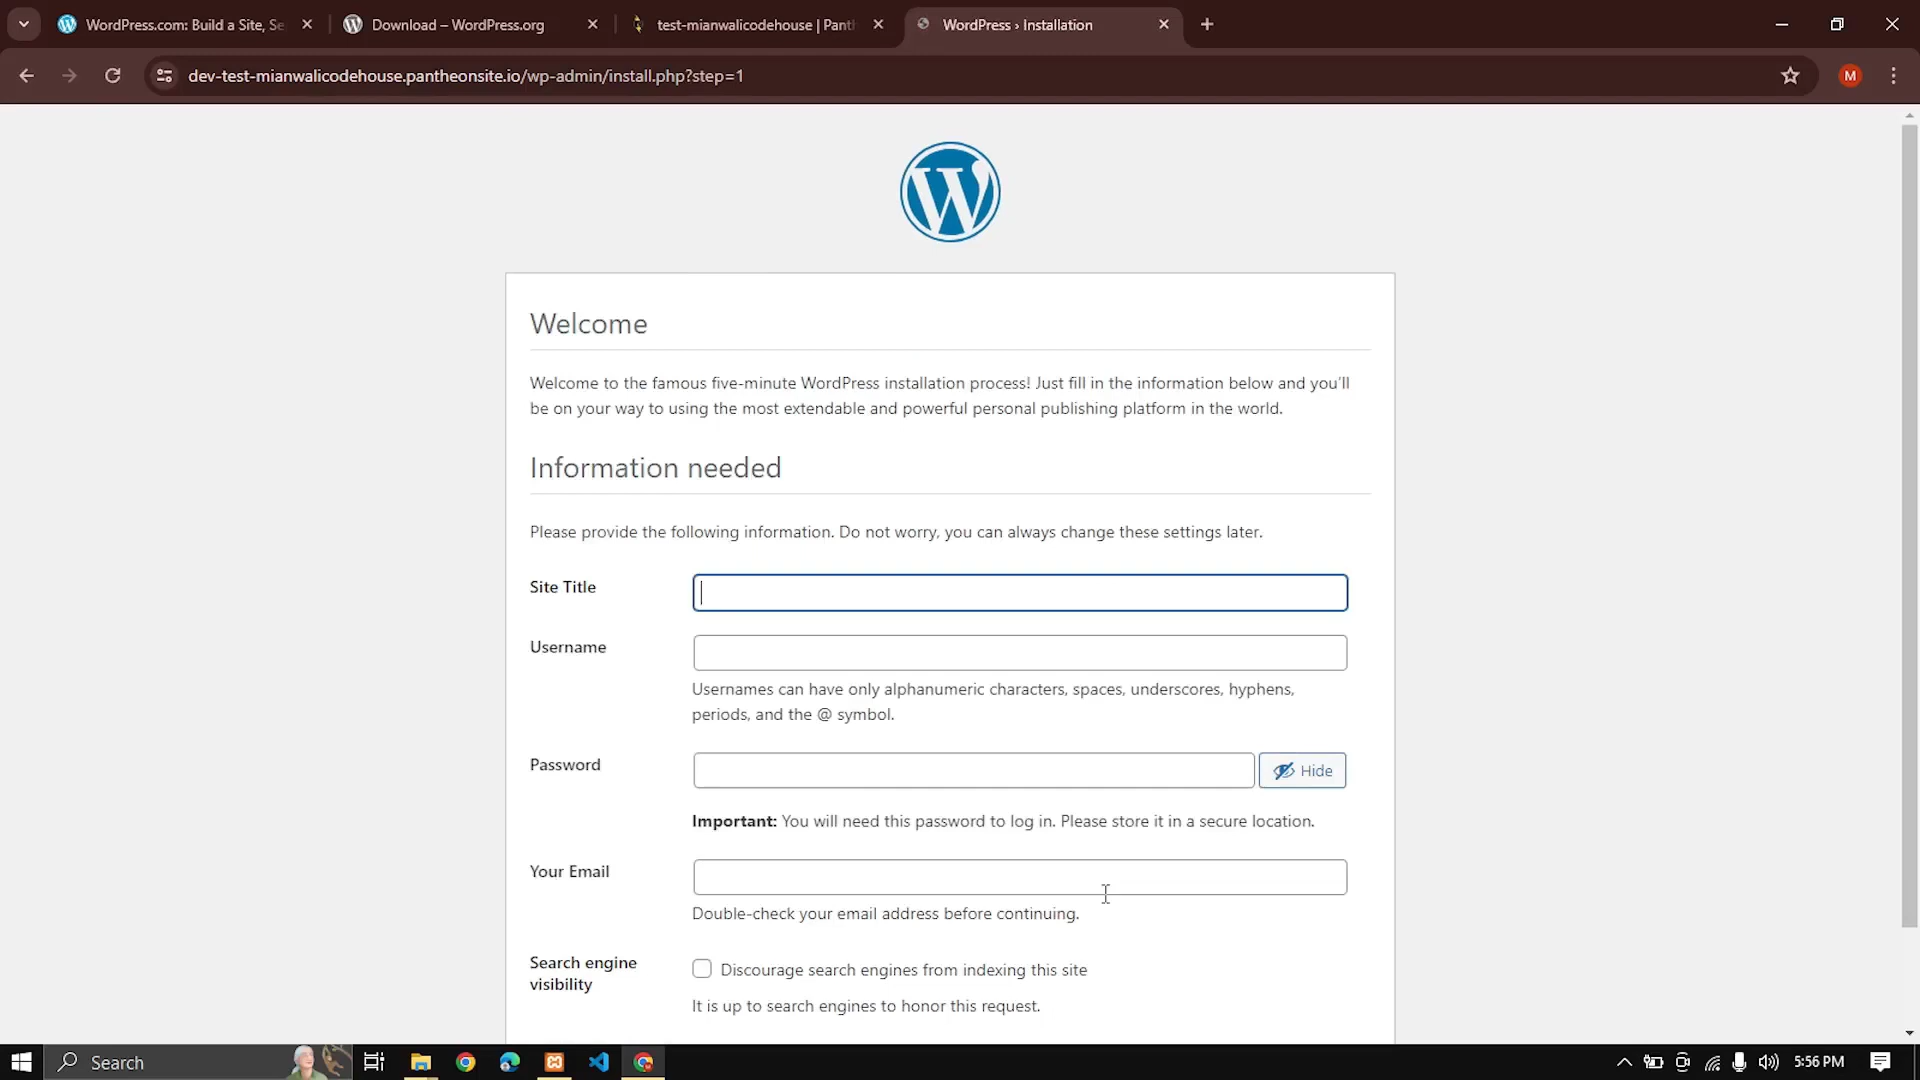 WordPress.com: Build a Site, Se
Download – WordPress.org
test-mianwalicodehouse | Pant
WordPress › Installation
dev-test-mianwalicodehouse.pantheonsite.io/wp-admin/install.php?step=1
M
Welcome
Welcome to the famous five-minute WordPress installation process! Just fill in the information below and you’ll
be on your way to using the most extendable and powerful personal publishing platform in the world.
Information needed
Please provide the following information. Do not worry, you can always change these settings later.
Site Title
Username
Usernames can have only alphanumeric characters, spaces, underscores, hyphens,
periods, and the @ symbol.
Password
Hide
Important: You will need this password to log in. Please store it in a secure location.
Your Email
Double-check your email address before continuing.
Search engine
visibility
Discourage search engines from indexing this site
It is up to search engines to honor this request.
Search
5:56 PM